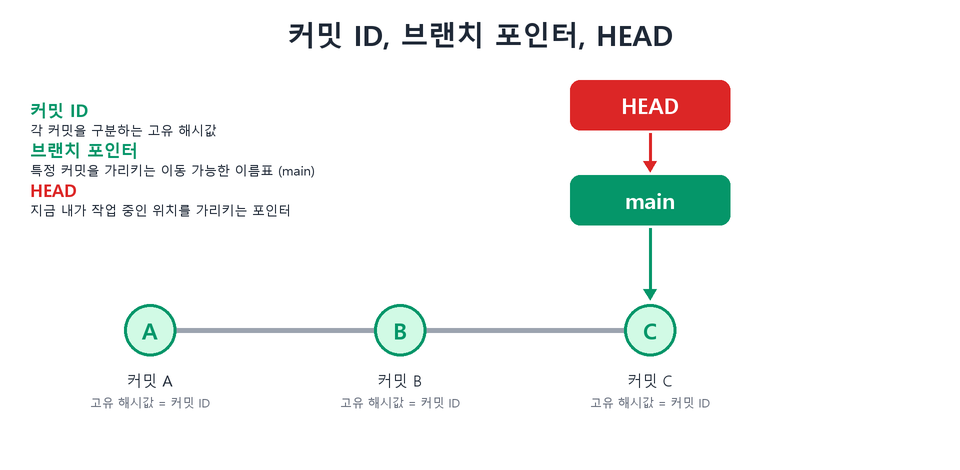 커밋 ID, 브랜치 포인터, HEAD
커밋 ID
각 커밋을 구분하는 고유 해시값
브랜치 포인터
특정 커밋을 가리키는 이동 가능한 이름표 (main)
HEAD
지금 내가 작업 중인 위치를 가리키는 포인터
HEAD
main
A
B
C
커밋 A
커밋 B
커밋 C
고유 해시값 = 커밋 ID
고유 해시값 = 커밋 ID
고유 해시값 = 커밋 ID